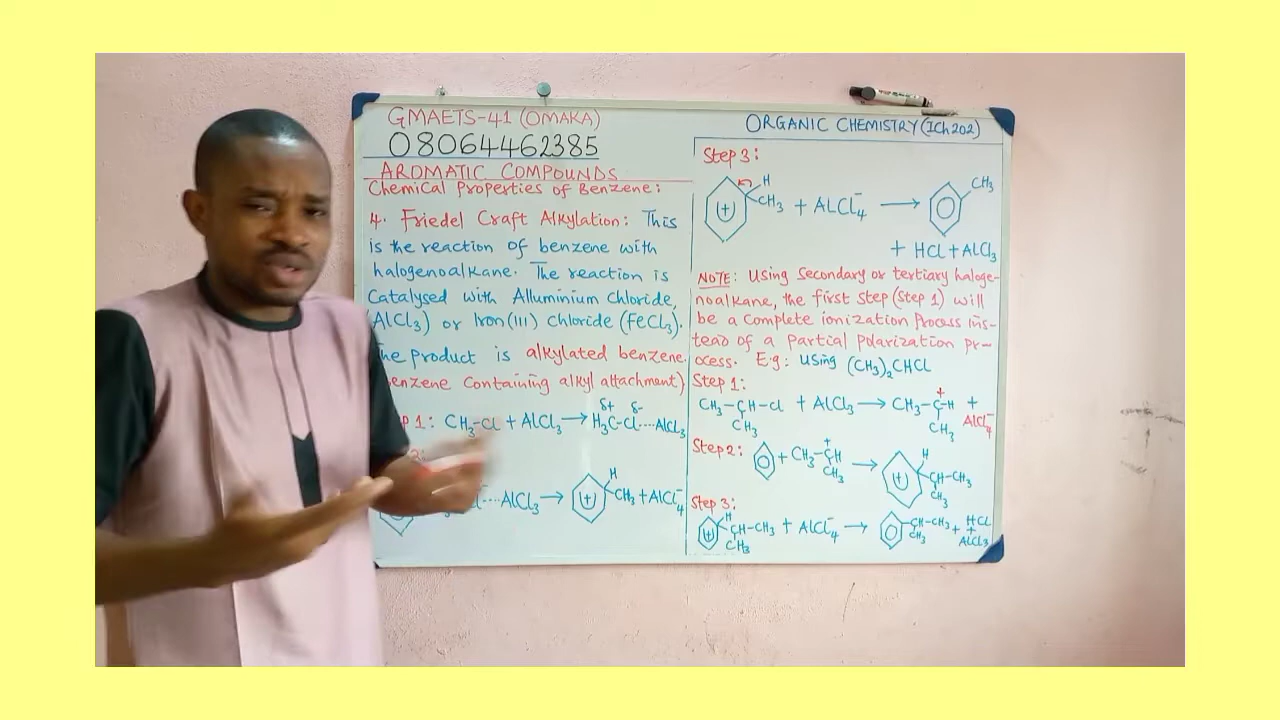 GMAETS-41 (OMAKA)
08064462385
AROMATIC COMPOUNDS
Chemical Properties of Benzene:
4. Friedel Craft Alkylation: This
is the reaction of benzene with
halogenoalkane. The reaction is
Catalysed with Alluminium chloride,
(AlCl₃) or Iron(III) chloride (FeCl₃).
he product is alkylated benzene
benzene containing alkyl attachment)
p 1: CH₃-Cl + AlCl₃ → H₃C-Cl····AlCl₃
δ+ δ-
2:
····AlCl₃ → H CH₃ + AlCl₄⁻
ORGANIC CHEMISTRY (ICh202)
Step 3:
H CH₃ + AlCl₄⁻ → CH₃
+ HCl + AlCl₃
NOTE: Using Secondary or tertiary haloge-
noalkane, the first step (Step 1) will
be a complete ionization process ins-
tead of a partial polarization pr-
ocess. E.g: using (CH₃)₂CHCl
Step 1:
CH₃-CH-Cl + AlCl₃ → CH₃-C-H + AlCl₄⁻
CH₃ CH₃
Step 2: + CH₃-CH → H CH-CH₃
CH₃ CH₃
Step 3:
H CH-CH₃ + AlCl₄⁻ → CH-CH₃ + HCl + AlCl₃
CH₃ CH₃